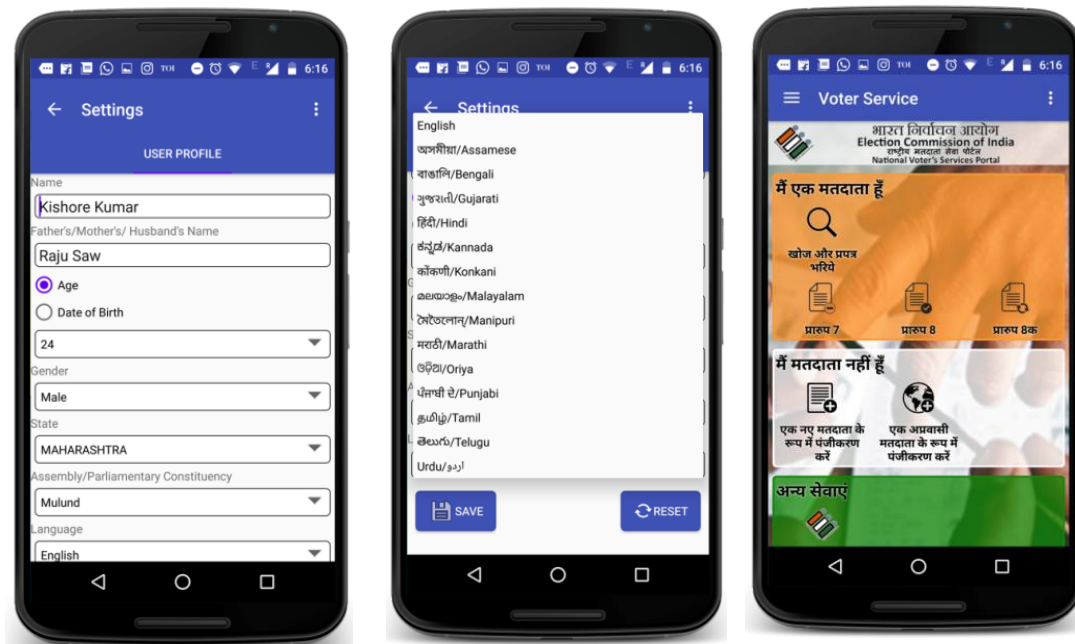 TOI
E
6:16
Settings
USER PROFILE
Name
Kishore Kumar
Father's/Mother's/ Husband's Name
Raju Saw
Age
Date of Birth
24
Gender
Male
State
MAHARASHTRA
Assembly/Parliamentary Constituency
Mulund
Language
English
TOI
E
6:16
Settings
English
অসমীয়া/Assamese
বাঙালি/Bengali
ગુજરાતી/Gujarati
हिंदी/Hindi
ಕನ್ನಡ/Kannada
कोंकणी/Konkani
മലയാളം/Malayalam
মৈতৈলোন্/Manipuri
मराठी/Marathi
ଓଡ଼ିଆ/Oriya
ਪੰਜਾਬੀ ਦੇ/Punjabi
தமிழ்/Tamil
తెలుగు/Telugu
Urdu/اردو
SAVE
RESET
TOI
E
6:16
Voter Service
भारत निर्वाचन आयोग
Election Commission of India
राष्ट्रीय मतदाता सेवा पोर्टल
National Voter's Services Portal
मैं एक मतदाता हूँ
खोज और प्रपत्र
भरिये
प्रारुप 7
प्रारुप 8
प्रारुप 8क
मैं मतदाता नहीं हूँ
एक नए मतदाता के
रूप में पंजीकरण
करें
एक अप्रवासी
मतदाता के रूप में
पंजीकरण करें
अन्य सेवाएं